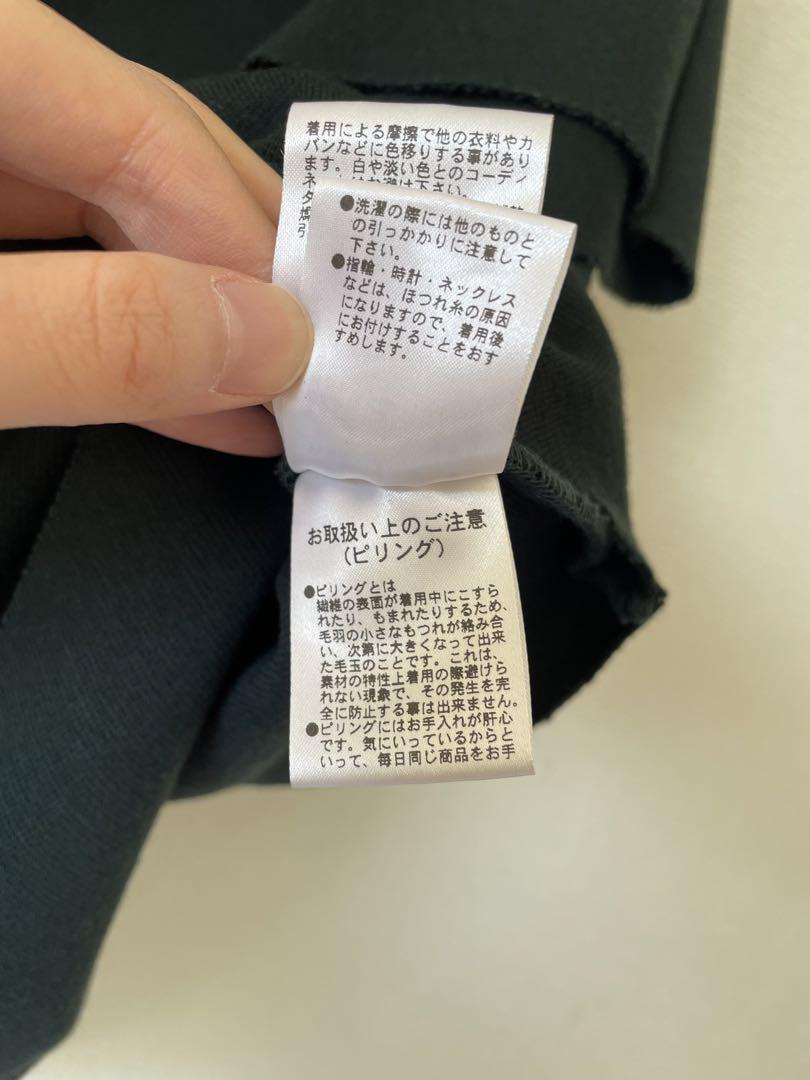 着用による摩擦で他の衣料やカ
バンなどに色移りする事があり
ます。白や淡い色とのコーディ
ネ
タ
引
●洗濯の際には他のものと
の引っかかりに注意して
下さい。
●指輪・時計・ネックレス
などは、ほつれ糸の原因
になりますので、着用後
にお付けすることをおす
すめします。
お取扱い上のご注意
(ピリング)
●ピリングとは
繊維の表面が着用中にこすら
れたり、もまれたりするため、
毛羽の小さなもつれが絡み合
い、次第に大きくなって出来
た毛玉のことです。これは、
素材の特性上着用の際避けら
れない現象で、その発生を完
全に防止する事は出来ません。
●ピリングにはお手入れが肝心
です。気にいっているからと
いって、毎日同じ商品をお手